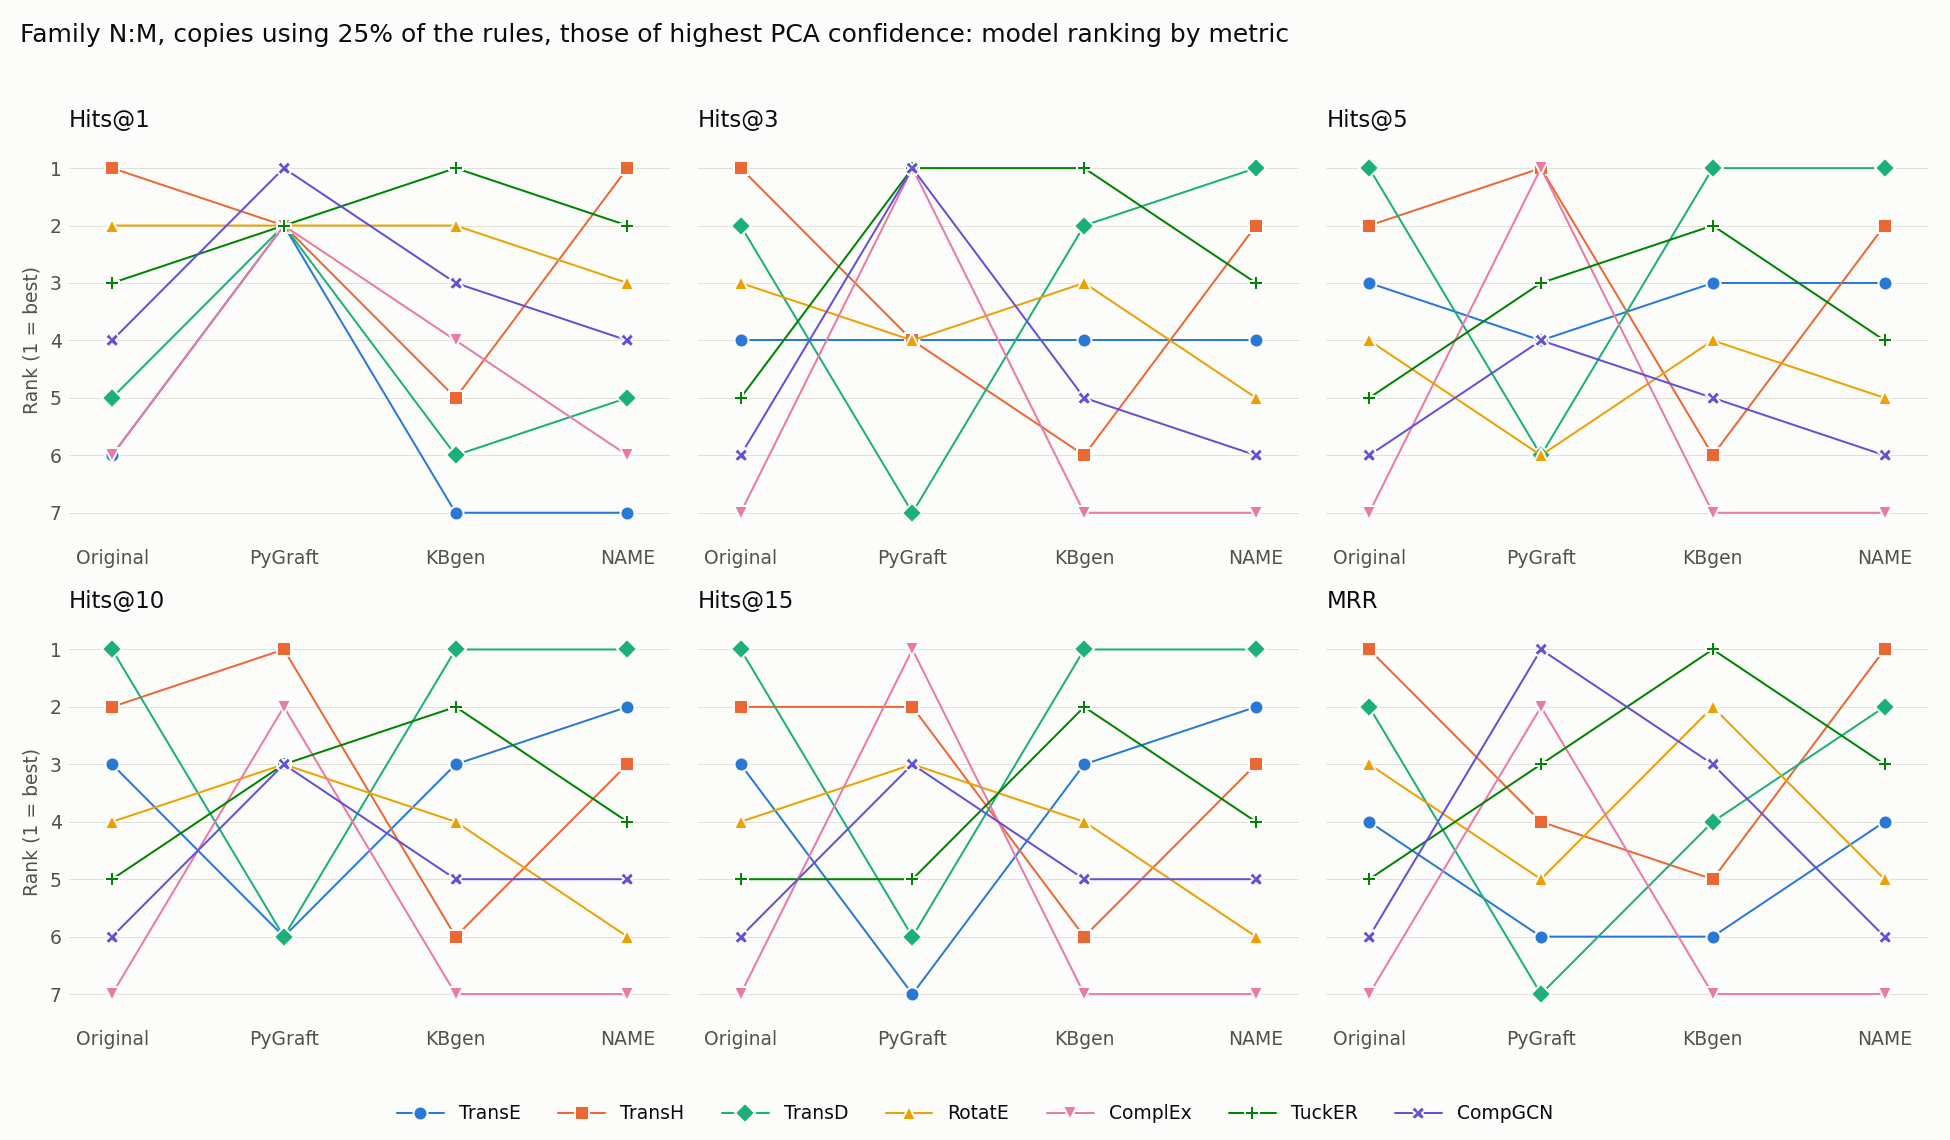 Family N:M, copies using 25% of the rules, those of highest PCA confidence: model ranking by metric
Hits@1
Hits@3
Hits@5
Rank (1 = best)
1
2
3
4
5
6
7
Original PyGraft KBgen NAME
Original PyGraft KBgen NAME
Original PyGraft KBgen NAME
Hits@10
Hits@15
MRR
Rank (1 = best)
1
2
3
4
5
6
7
Original PyGraft KBgen NAME
Original PyGraft KBgen NAME
Original PyGraft KBgen NAME
TransE TransH TransD RotatE ComplEx TuckER CompGCN